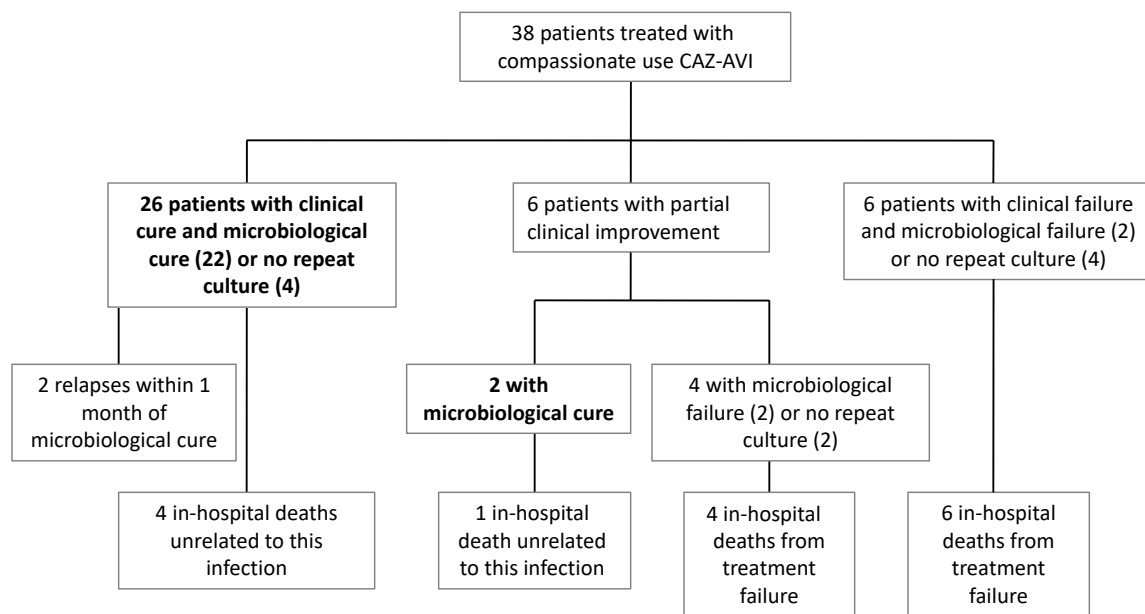 38 patients treated with
compassionate use CAZ-AVI
26 patients with clinical
cure and microbiological
cure (22) or no repeat
culture (4)
6 patients with partial
clinical improvement
6 patients with clinical failure
and microbiological failure (2)
or no repeat culture (4)
2 relapses within 1
month of
microbiological cure
2 with
microbiological cure
4 with microbiological
failure (2) or no repeat
culture (2)
4 in-hospital deaths
unrelated to this
infection
1 in-hospital
death unrelated
to this infection
4 in-hospital
deaths from
treatment
failure
6 in-hospital
deaths from
treatment
failure